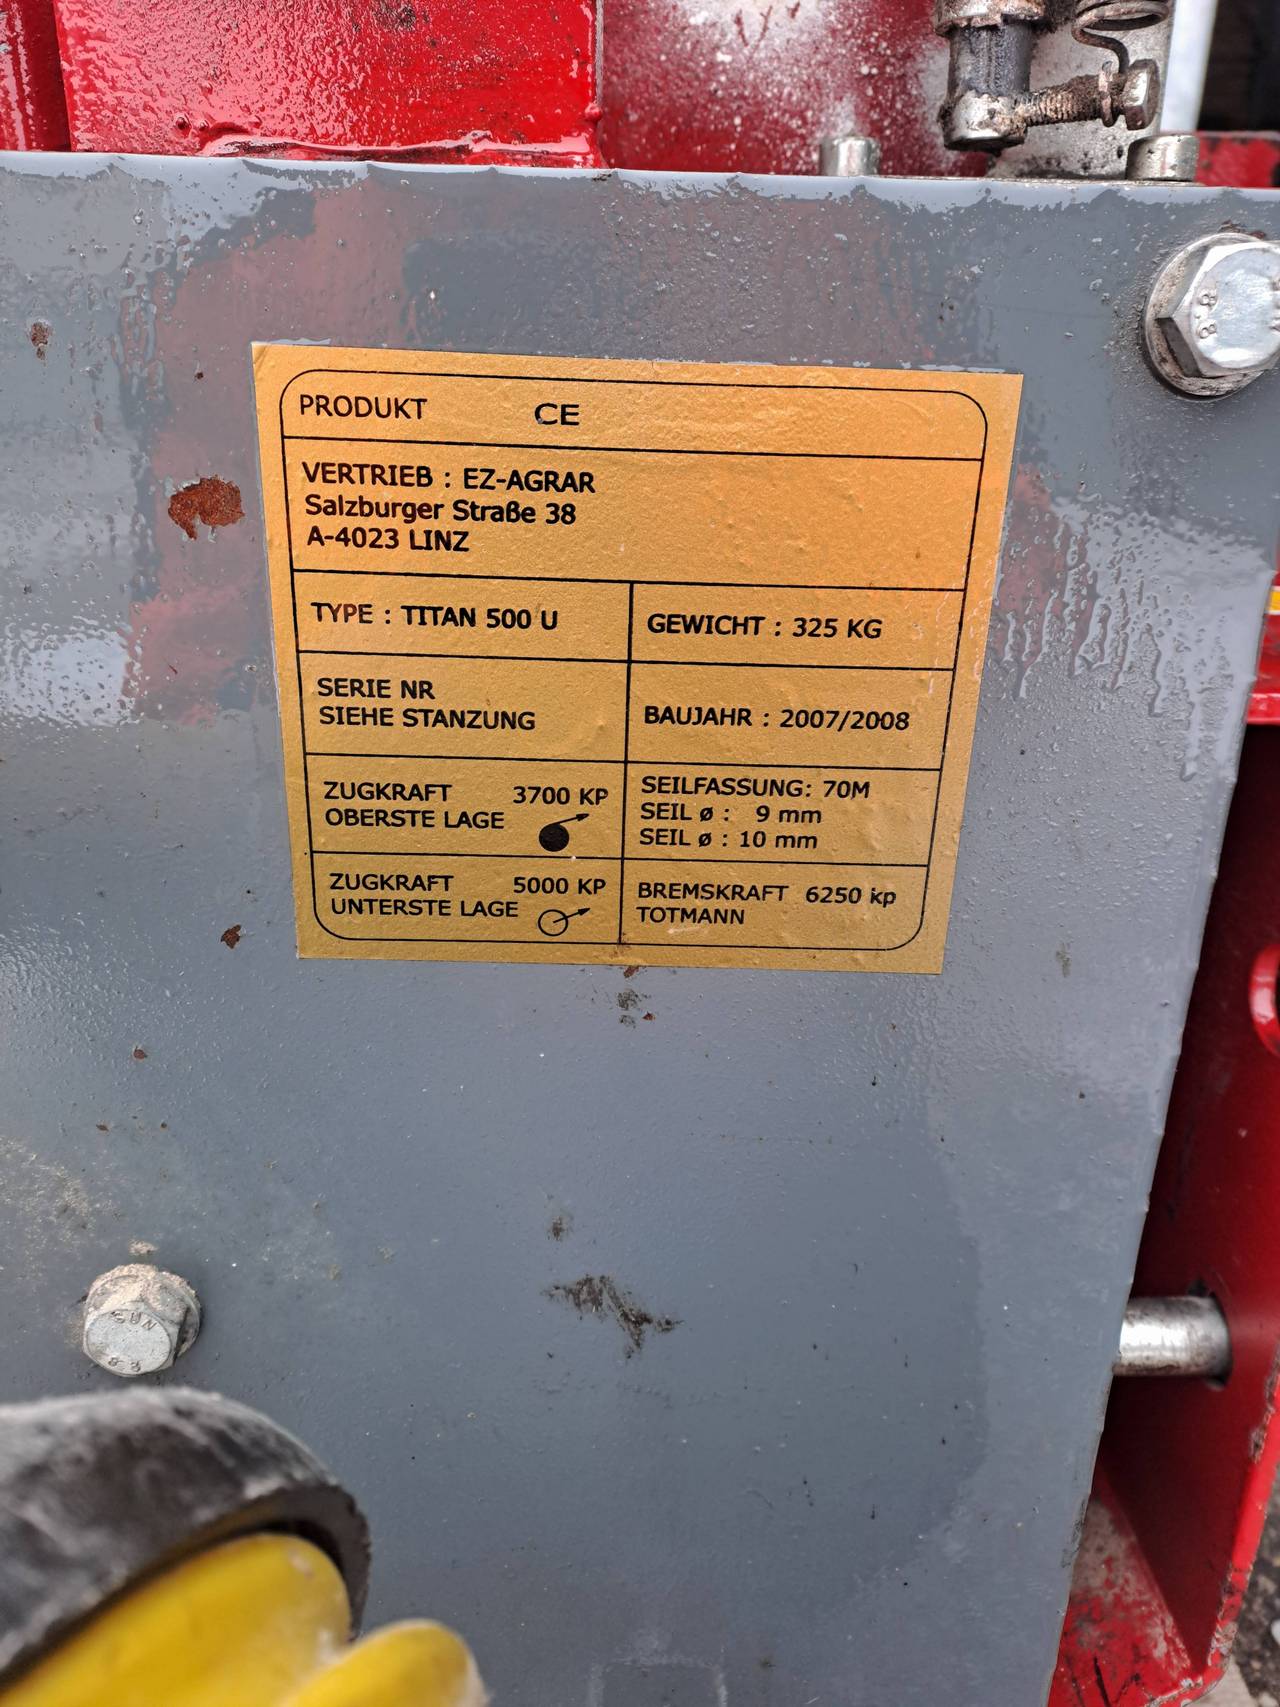 PRODUKT CE
VERTRIEB : EZ-AGRAR
Salzburger Straße 38
A-4023 LINZ
TYPE : TITAN 500 U
GEWICHT : 325 KG
SERIE NR
SIEHE STANZUNG
BAUJAHR : 2007/2008
ZUGKRAFT 3700 KP
OBERSTE LAGE
SEILFASSUNG: 70M
SEIL ø : 9 mm
SEIL ø : 10 mm
ZUGKRAFT 5000 KP
UNTERSTE LAGE
BREMSKRAFT 6250 kp
TOTMANN
8.8
8.8